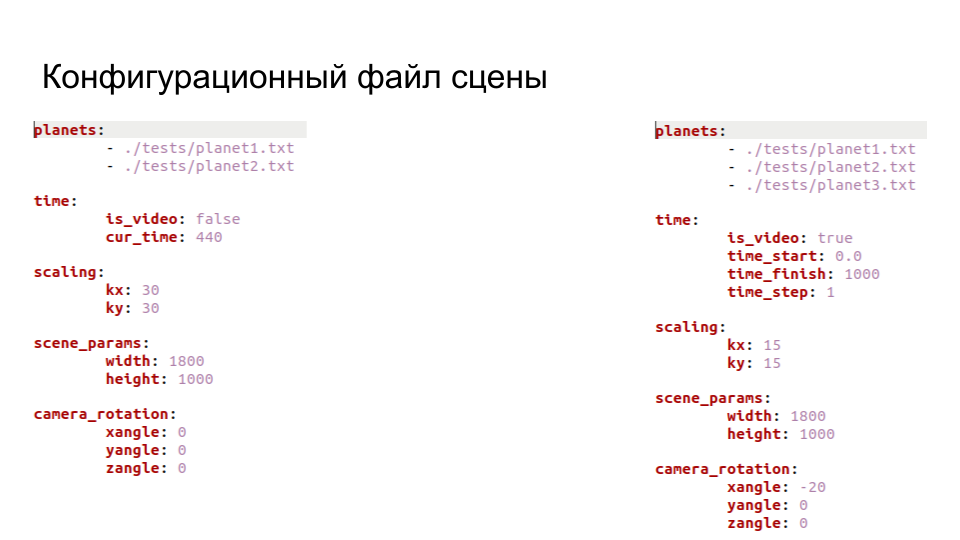 Конфигурационный файл сцены
planets:
- ./tests/planet1.txt
- ./tests/planet2.txt
time:
is_video: false
cur_time: 440
scaling:
kx: 30
ky: 30
scene_params:
width: 1800
height: 1000
camera_rotation:
xangle: 0
yangle: 0
zangle: 0
planets:
- ./tests/planet1.txt
- ./tests/planet2.txt
- ./tests/planet3.txt
time:
is_video: true
time_start: 0.0
time_finish: 1000
time_step: 1
scaling:
kx: 15
ky: 15
scene_params:
width: 1800
height: 1000
camera_rotation:
xangle: -20
yangle: 0
zangle: 0